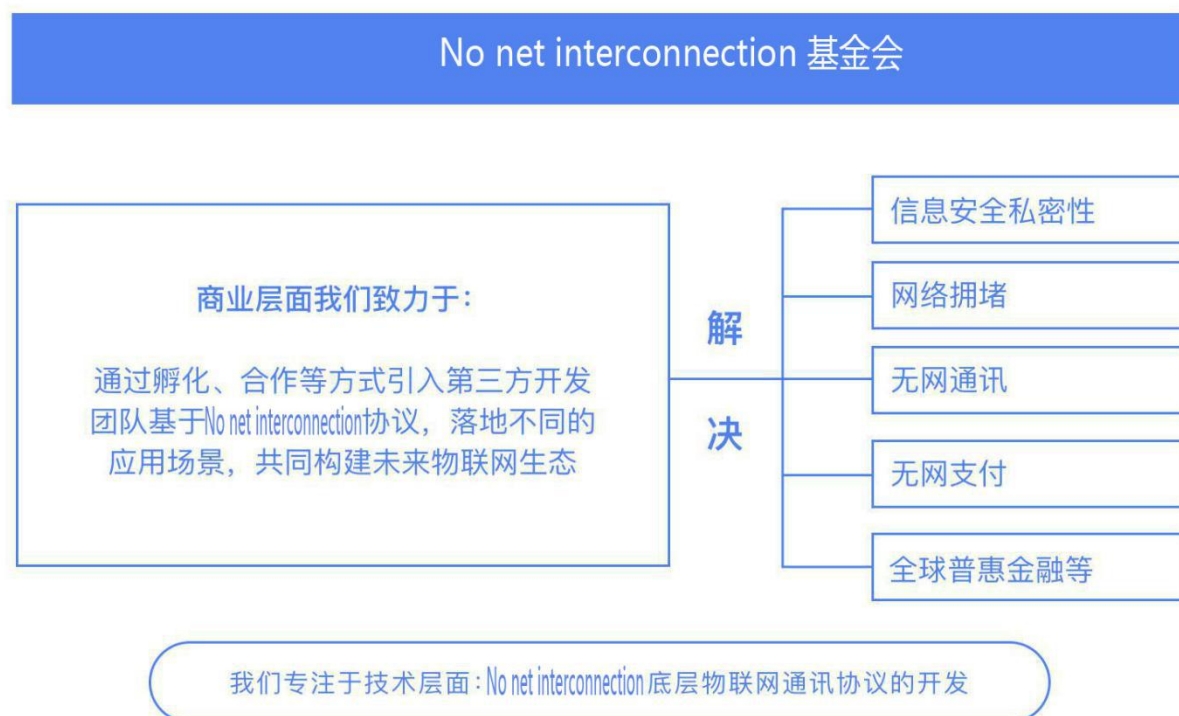 No net interconnection 基金会
商业层面我们致力于：
通过孵化、合作等方式引入第三方开发
团队基于No net interconnection协议，落地不同的
应用场景，共同构建未来物联网生态
解
决
信息安全私密性
网络拥堵
无网通讯
无网支付
全球普惠金融等
我们专注于技术层面：No net interconnection 底层物联网通讯协议的开发